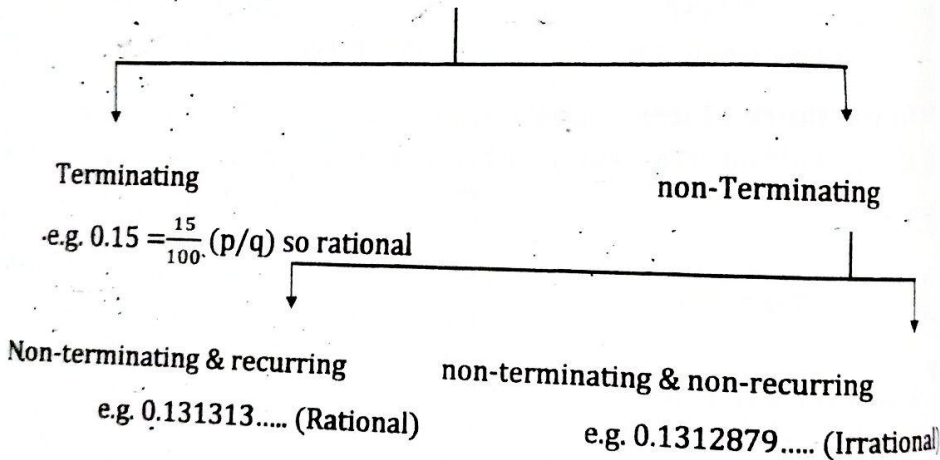 Terminating
non-Terminating
e.g. 0.15 = 15/100. (p/q) so rational
Non-terminating & recurring
non-terminating & non-recurring
e.g. 0.131313..... (Rational)
e.g. 0.1312879..... (Irrational)